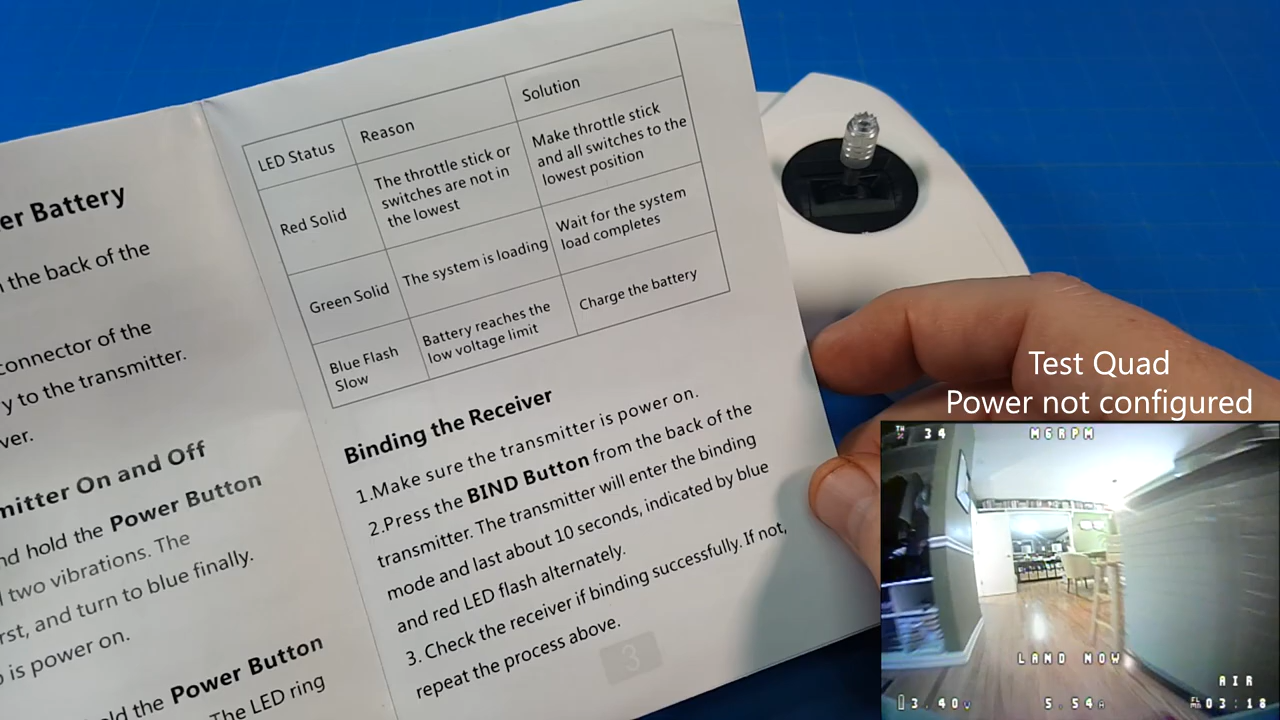 er Battery
the back of the
connector of the
y to the transmitter.
ver.
mitter On and Off
nd hold the Power Button
two vibrations. The
rst, and turn to blue finally.
is power on.
old the Power Button
The LED ring
LED Status
Reason
Solution
Red Solid
The throttle stick or
switches are not in
the lowest
Make throttle stick
and all switches to the
lowest position
Green Solid
The system is loading
Wait for the system
load completes
Blue Flash
Slow
Battery reaches the
low voltage limit
Charge the battery
Binding the Receiver
1.Make sure the transmitter is power on.
2.Press the BIND Button from the back of the
transmitter. The transmitter will enter the binding
mode and last about 10 seconds, indicated by blue
and red LED flash alternately.
3. Check the receiver if binding successfully. If not,
repeat the process above.
3
Test Quad
Power not configured
34
M6RPM
LAND NOW
AIR
3.40V
5.54A
03:18